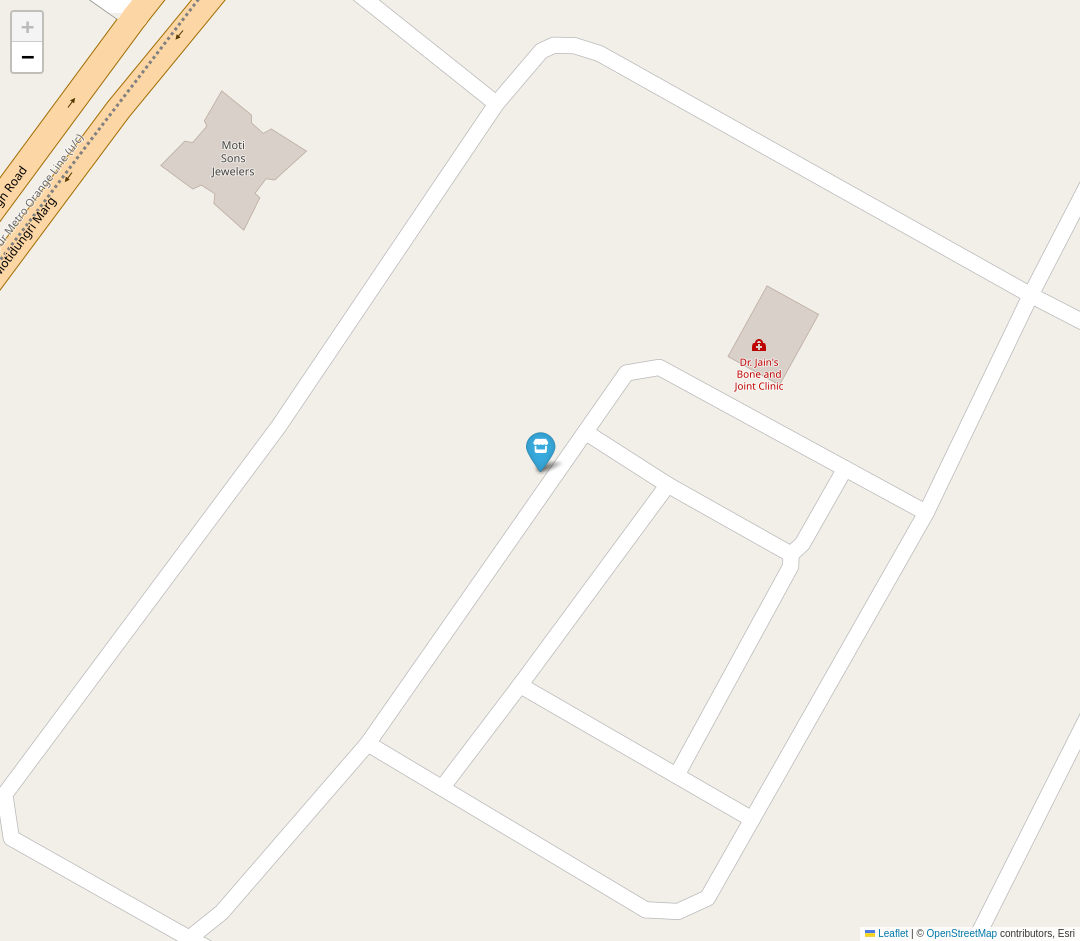 +
−
gh Road
ur Metro Orange Line (u/c)
Motidungri Marg
Moti
Sons
Jewelers
Dr. Jain's
Bone and
Joint Clinic
Leaflet | © OpenStreetMap contributors, Esri